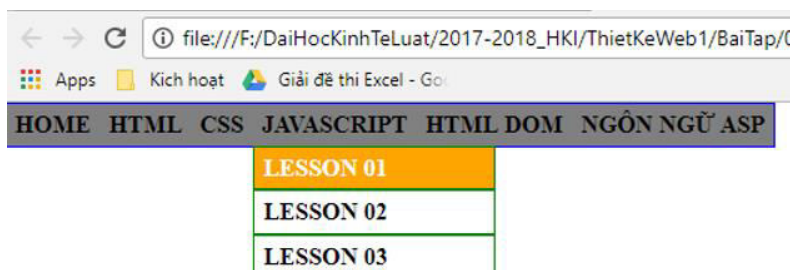 file:///F:/DaiHocKinhTeLuat/2017-2018_HKI/ThietKeWeb1/BaiTap/
Apps Kich hoạt Giải đề thi Excel -
HOME HTML CSS JAVASCRIPT HTML DOM NGÔN NGỮ ASP
LESSON 01
LESSON 02
LESSON 03